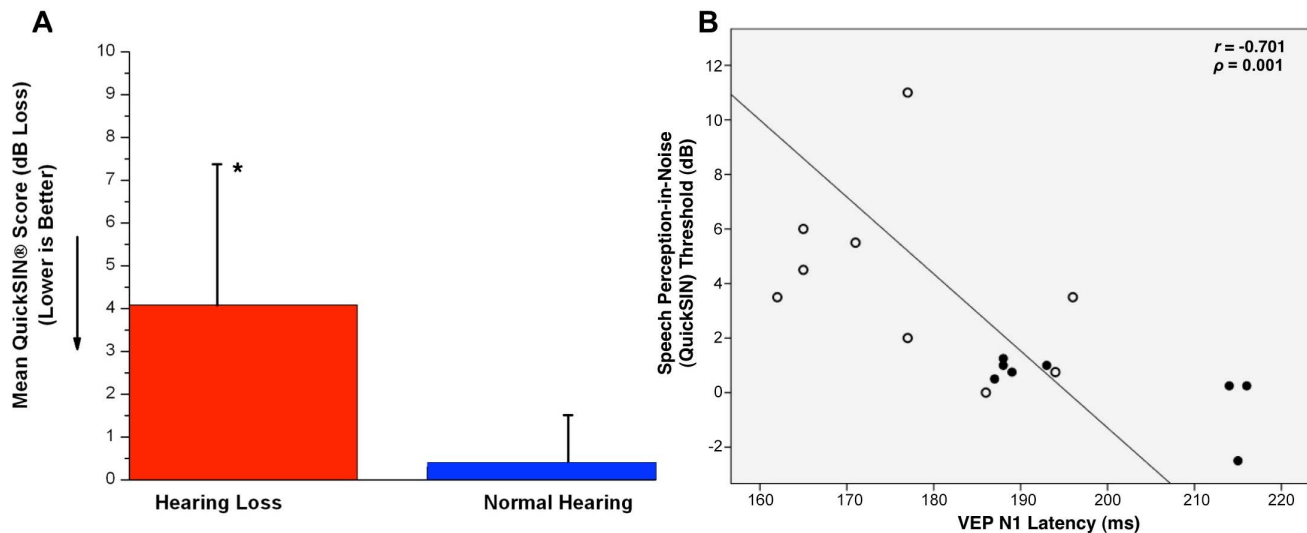 A
Mean QuickSIN® Score (dB Loss)
(Lower is Better)
10
9
8
7
6
5
4
3
2
1
0
*
Hearing Loss
Normal Hearing
B
Speech Perception-in-Noise
(QuickSIN) Threshold (dB)
12
10
8
6
4
2
0
-2
r = -0.701
ρ = 0.001
160 170 180 190 200 210 220
VEP N1 Latency (ms)